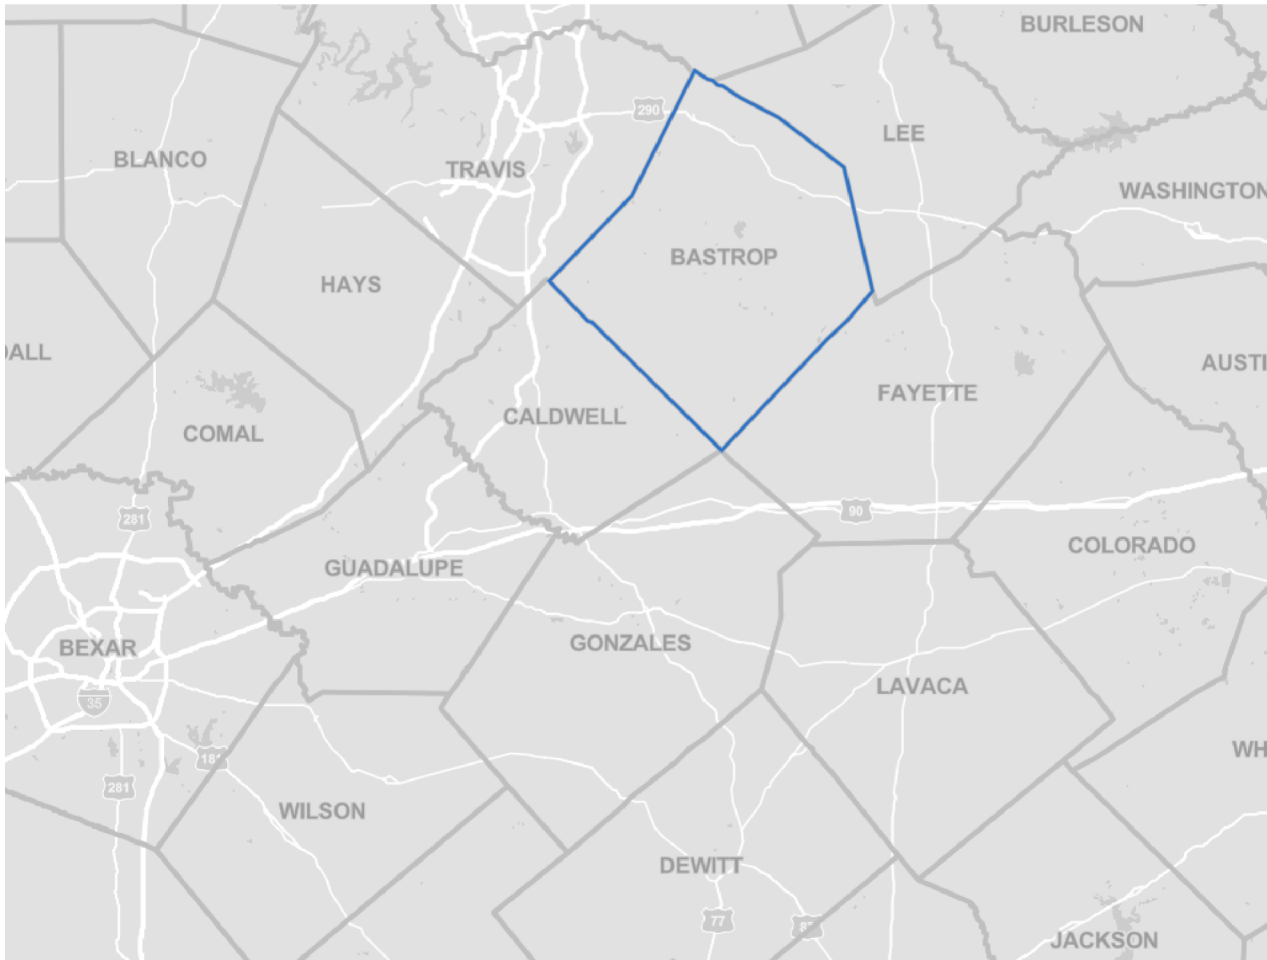 BURLESON
290
LEE
BLANCO
TRAVIS
WASHINGTON
BASTROP
HAYS
DALL
AUSTI
FAYETTE
CALDWELL
COMAL
281
90
COLORADO
GUADALUPE
GONZALES
BEXAR
LAVACA
35
WH
181
281
WILSON
DEWITT
77
87
JACKSON